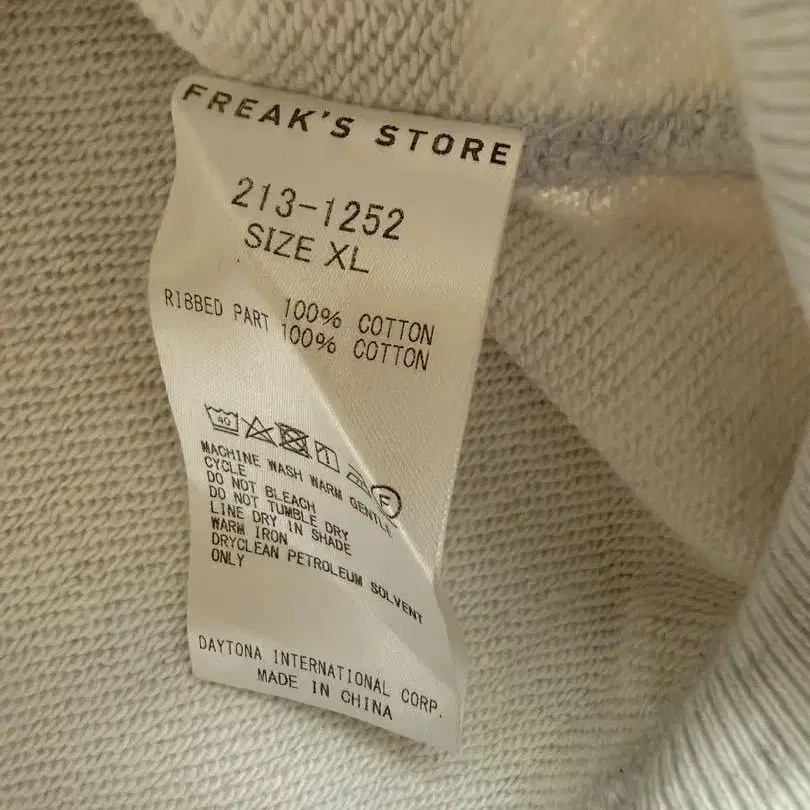 FREAK'S STORE
213-1252
SIZE XL
100% COTTON
RIBBED PART 100% COTTON
40
F
MACHINE WASH WARM GENTLE
CYCLE
DO NOT BLEACH
DO NOT TUMBLE DRY
LINE DRY IN SHADE
WARM IRON
DRYCLEAN PETROLEUM SOLVENT
ONLY
DAYTONA INTERNATIONAL CORP.
MADE IN CHINA